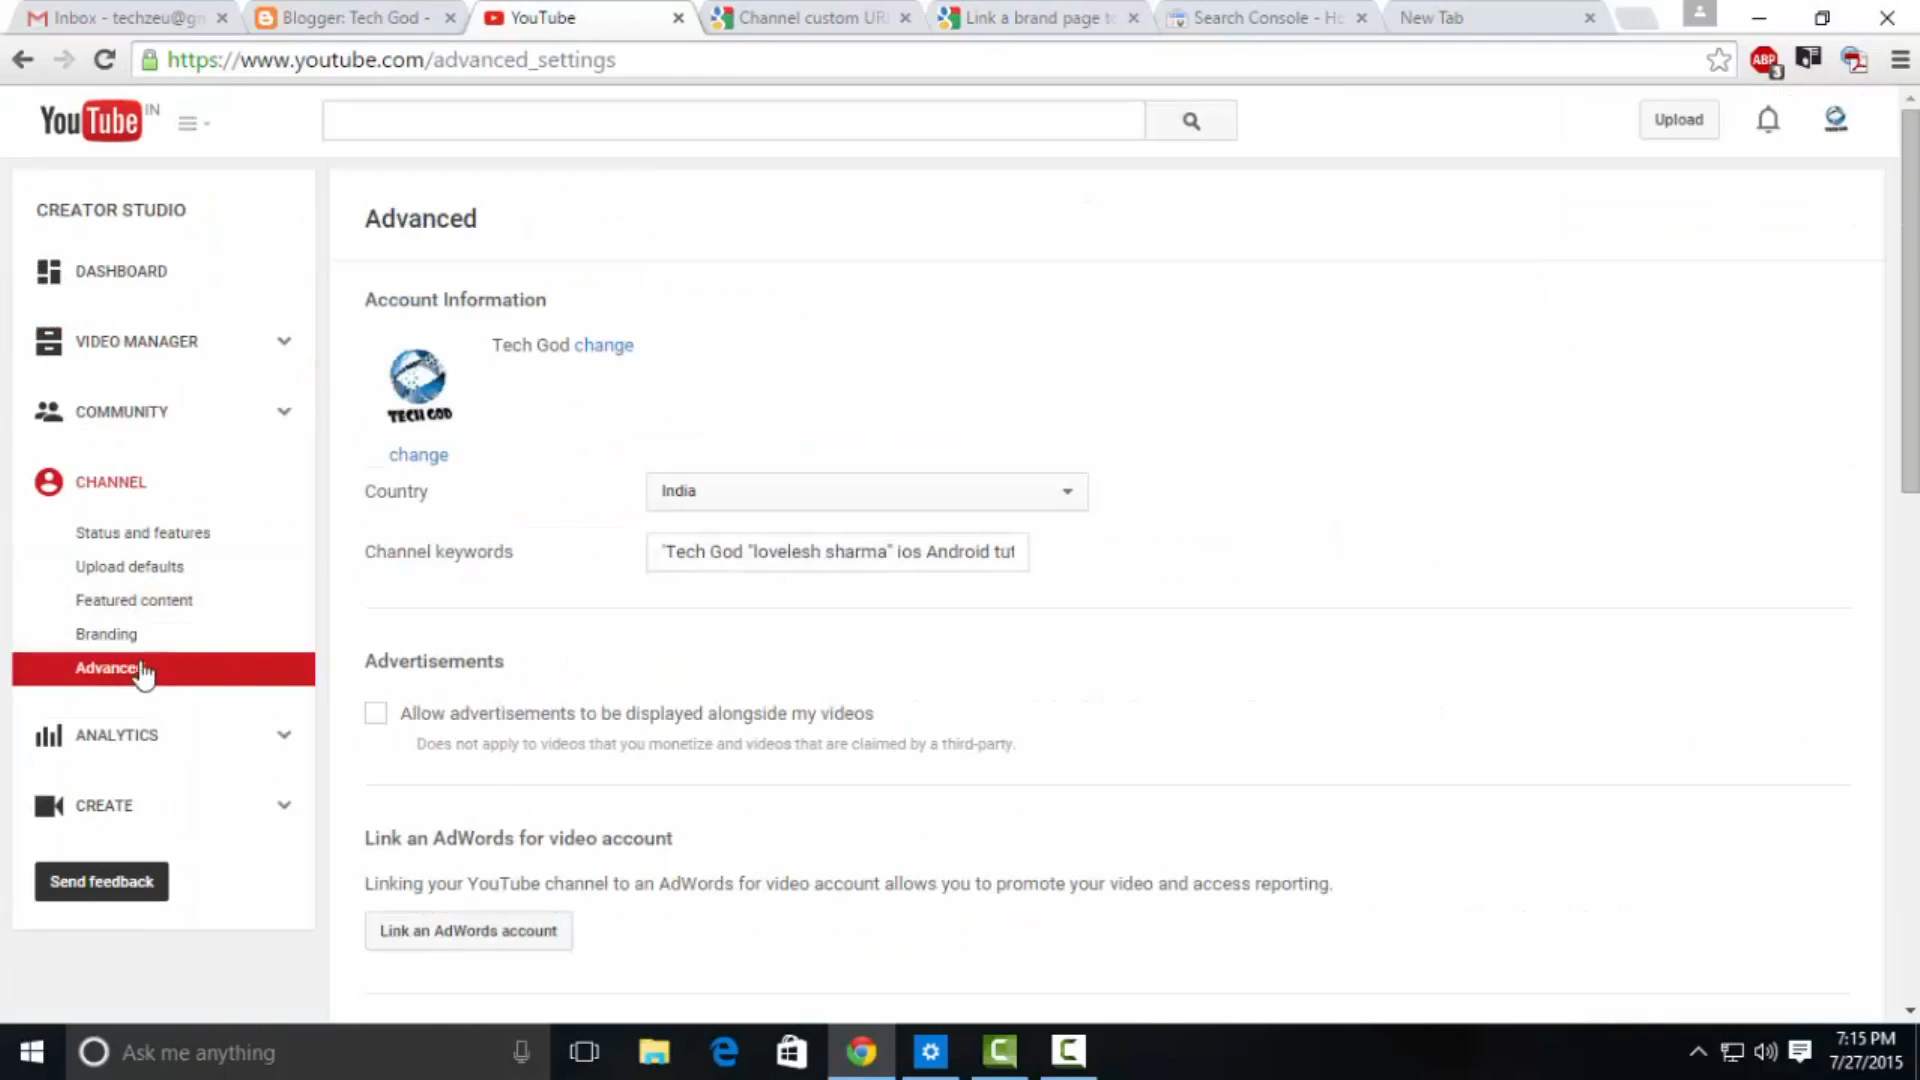 Inbox - techzeu@gm
Blogger: Tech God -
YouTube
Channel custom URL
Link a brand page to
Search Console - Ho
New Tab
https://www.youtube.com/advanced_settings
ABP
3
YouTube IN
Upload
CREATOR STUDIO
DASHBOARD
VIDEO MANAGER
COMMUNITY
CHANNEL
Status and features
Upload defaults
Featured content
Branding
Advanced
ANALYTICS
CREATE
Send feedback
Advanced
Account Information
Tech God change
TECH GOD
change
Country
India
Channel keywords
"Tech God "lovelesh sharma" ios Android tut
Advertisements
Allow advertisements to be displayed alongside my videos
Does not apply to videos that you monetize and videos that are claimed by a third-party.
Link an AdWords for video account
Linking your YouTube channel to an AdWords for video account allows you to promote your video and access reporting.
Link an AdWords account
Ask me anything
7:15 PM
7/27/2015